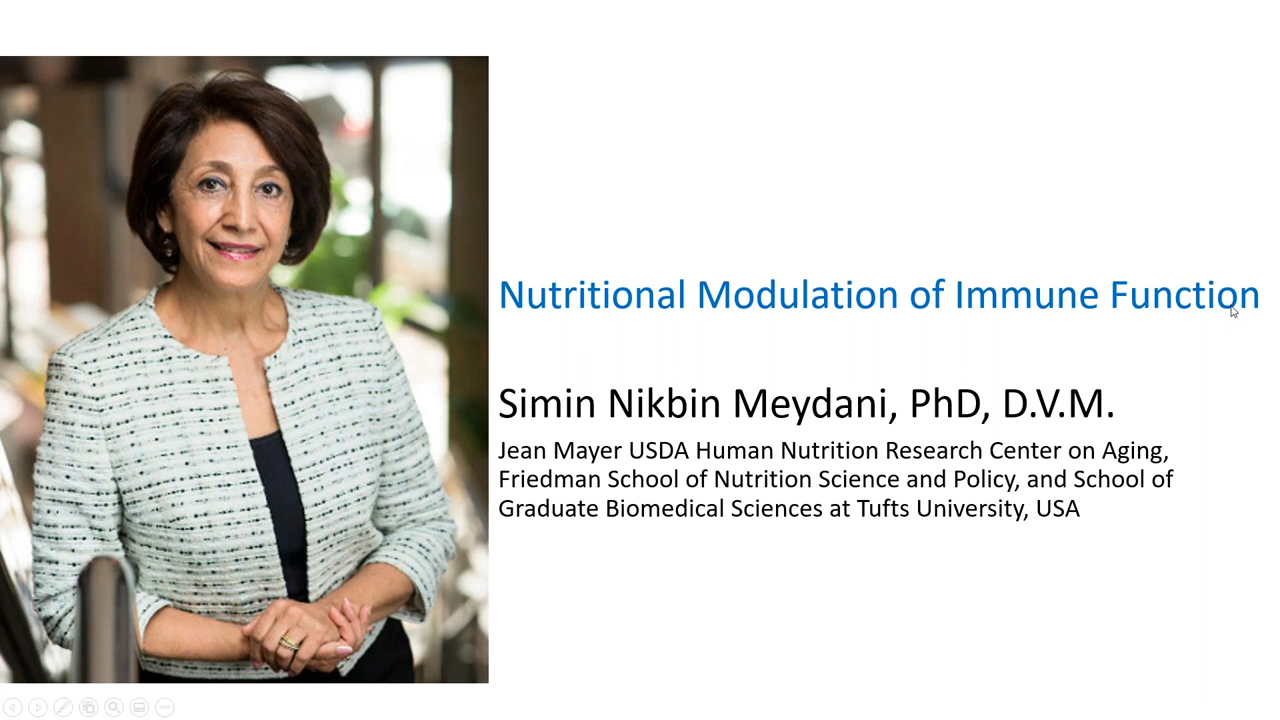 Nutritional Modulation of Immune Function
Simin Nikbin Meydani, PhD, D.V.M.
Jean Mayer USDA Human Nutrition Research Center on Aging,
Friedman School of Nutrition Science and Policy, and School of
Graduate Biomedical Sciences at Tufts University, USA